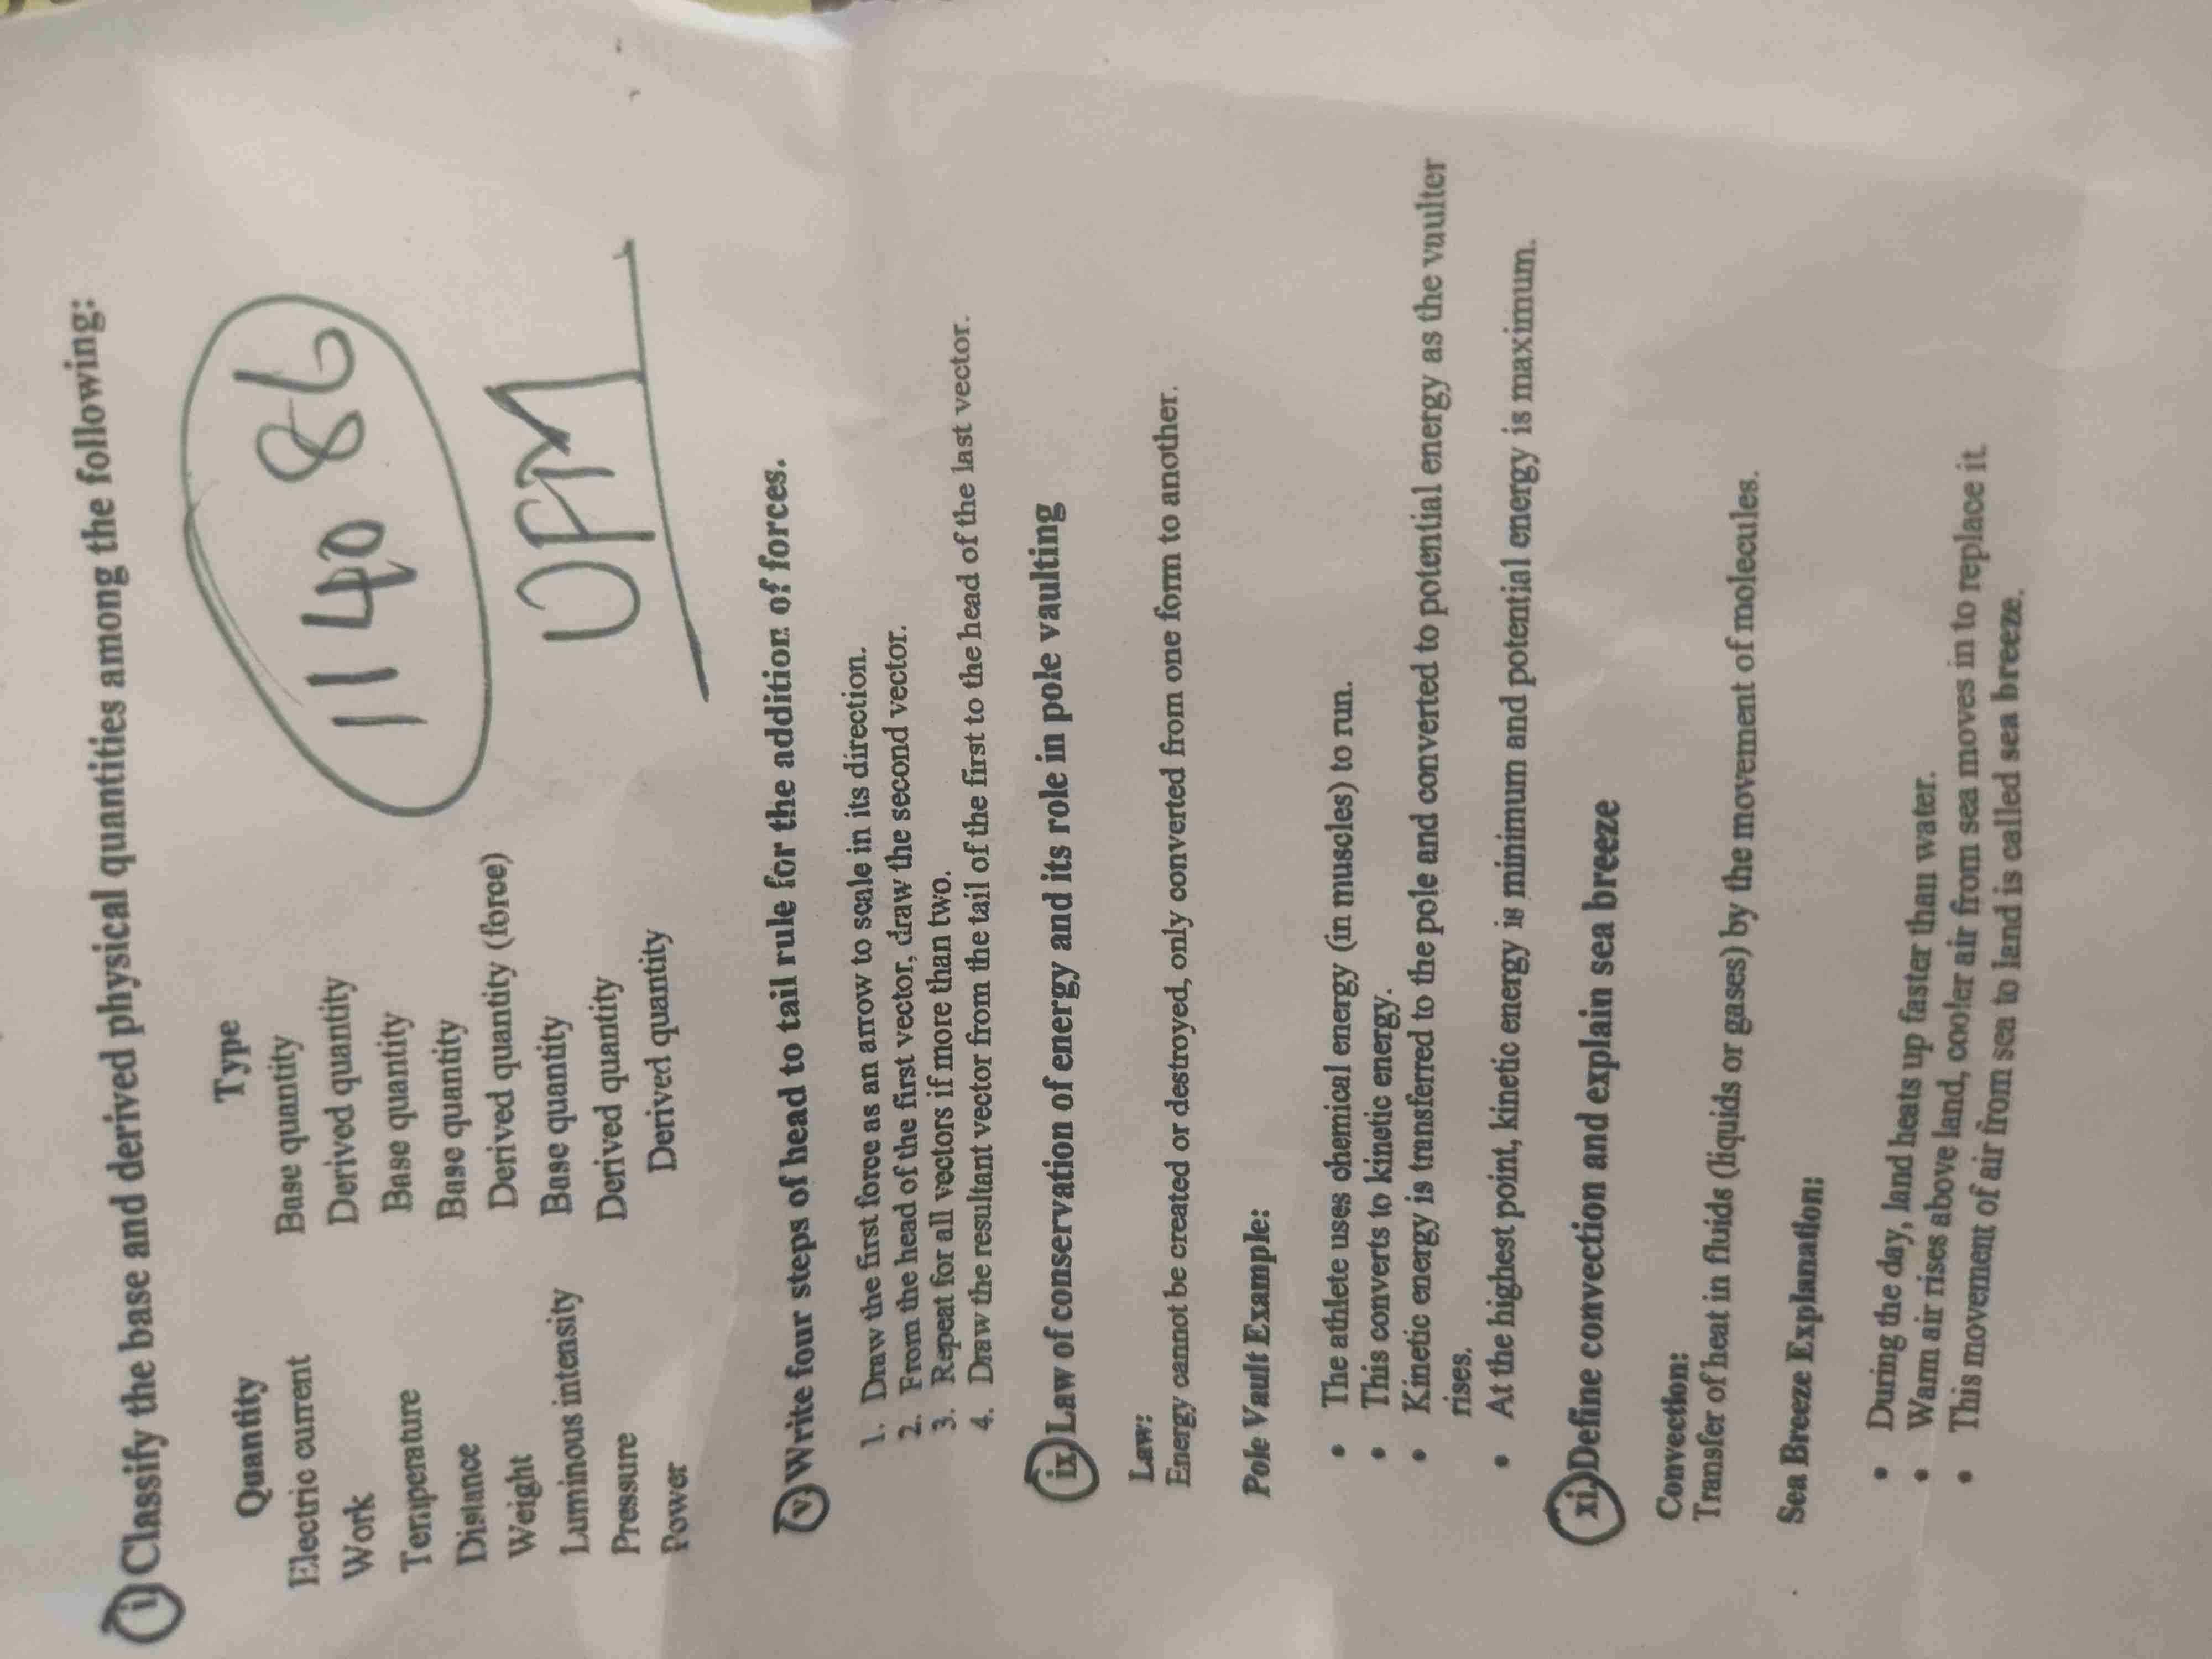 i) Classify the base and derived physical quantities among the following:
Quantity Type
Electric current Base quantity
Work Derived quantity
Temperature Base quantity
Distance Base quantity
Weight Derived quantity (force)
Luminous intensity Base quantity
Pressure Derived quantity
Power Derived quantity
114086
UPM
v) Write four steps of head to tail rule for the addition of forces.
1. Draw the first force as an arrow to scale in its direction.
2. From the head of the first vector, draw the second vector.
3. Repeat for all vectors if more than two.
4. Draw the resultant vector from the tail of the first to the head of the last vector.
ix) Law of conservation of energy and its role in pole vaulting
Law:
Energy cannot be created or destroyed, only converted from one form to another.
Pole Vault Example:
• The athlete uses chemical energy (in muscles) to run.
• This converts to kinetic energy.
• Kinetic energy is transferred to the pole and converted to potential energy as the vaulter
rises.
• At the highest point, kinetic energy is minimum and potential energy is maximum.
xi) Define convection and explain sea breeze
Convection:
Transfer of heat in fluids (liquids or gases) by the movement of molecules.
Sea Breeze Explanation:
• During the day, land heats up faster than water.
• Warm air rises above land, cooler air from sea moves in to replace it
• This movement of air from sea to land is called sea breeze.